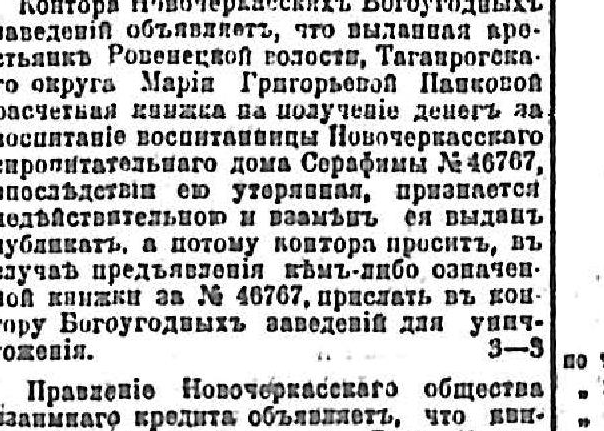 Контора Новочеркасскихъ Богоугодныхъ
заведеній объявляетъ, что выданная кре-
стьянкѣ Ровенецкой волости, Таганрогска-
го округа Маріи Григорьевой Панковой
расчетная книжка на полученіе денегъ за
воспитаніе воспитанницы Новочеркасскаго
сиропитательнаго дома Серафимы № 46767,
впослѣдствіи ею утерянная, признается
недѣйствительною и взамѣнъ ея выданъ
дубликатъ, а потому контора проситъ, въ
случаѣ предъявленія кѣмъ-либо означен-
ной книжки за № 46767, прислать въ кон-
тору Богоугодныхъ заведеній для унич-
тоженія. 3—3
Правленіе Новочеркасскаго общества
взаимнаго кредита объявляетъ, что кви-
по
„
„